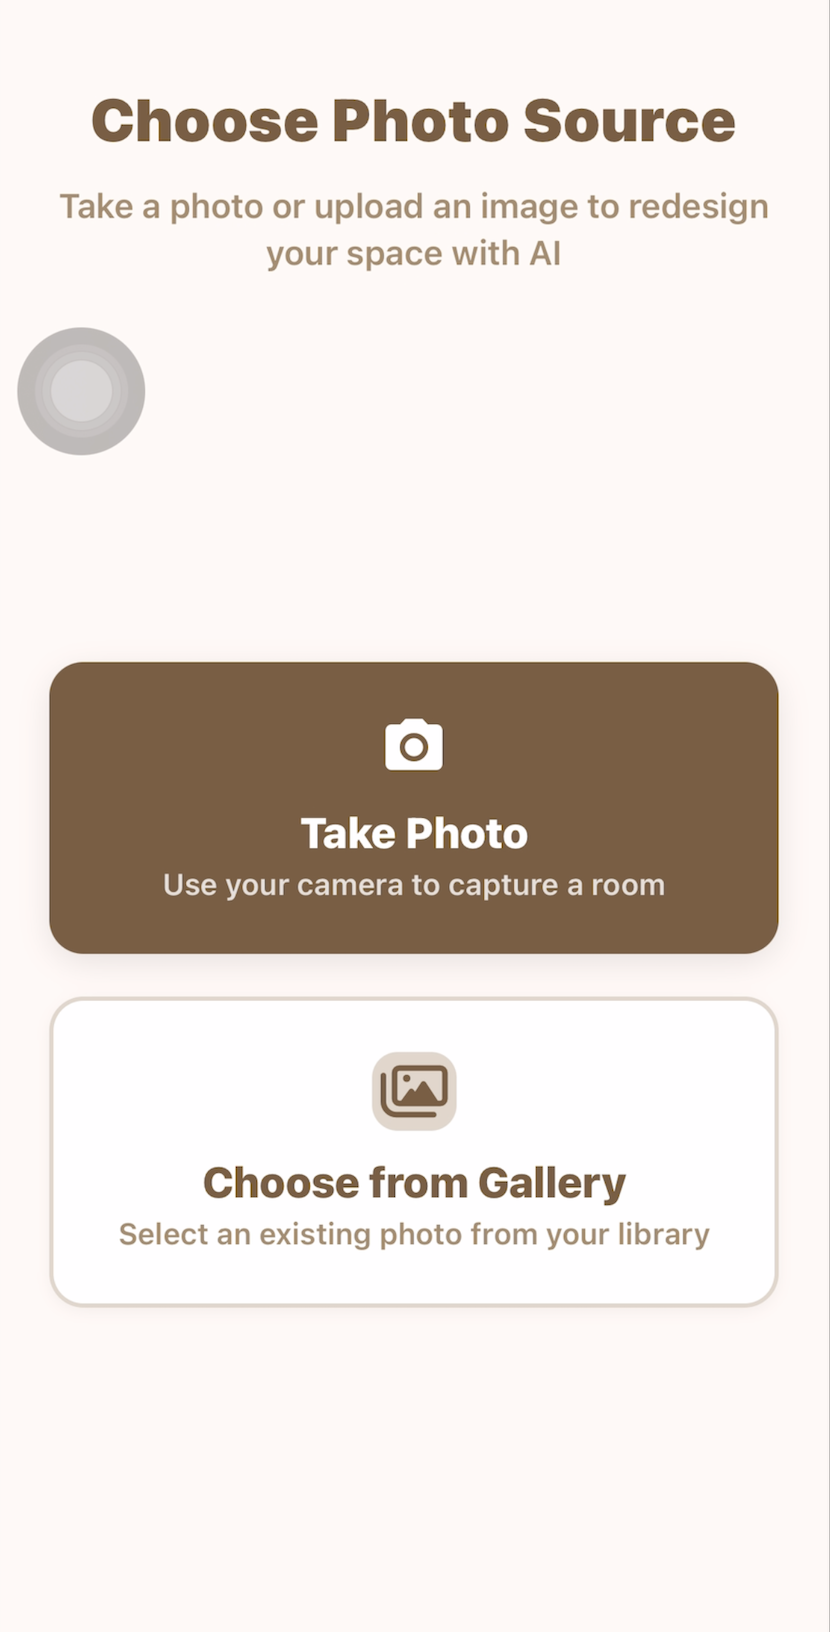 Choose Photo Source
Take a photo or upload an image to redesign
your space with AI
Take Photo
Use your camera to capture a room
Choose from Gallery
Select an existing photo from your library